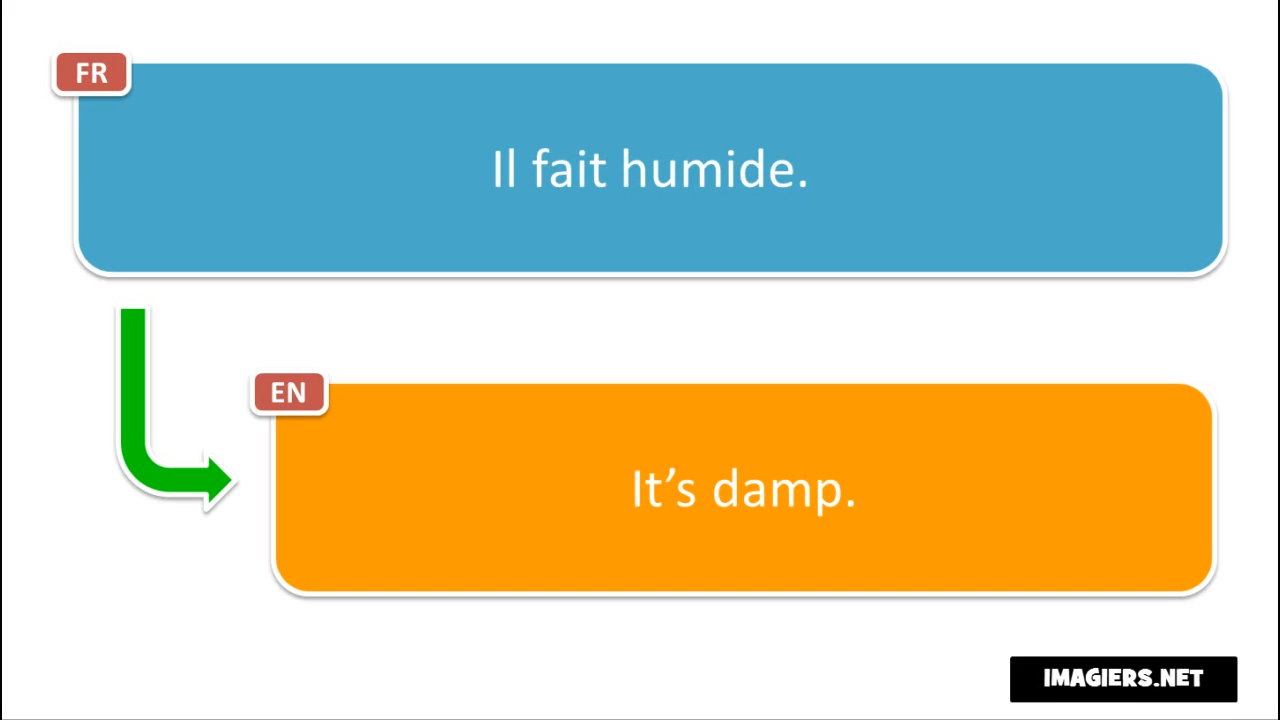 FR
Il fait humide.
EN
It’s damp.
IMAGIERS.NET